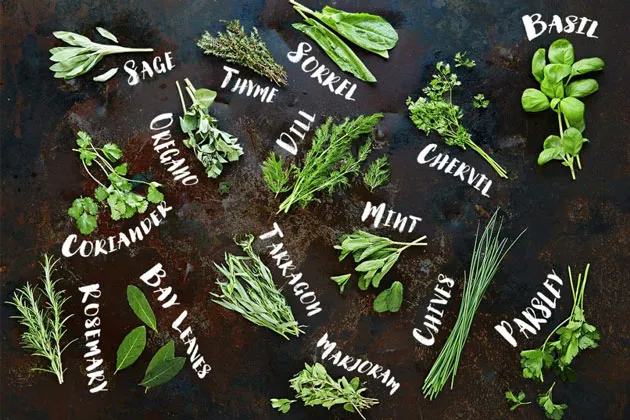 Sage
Thyme
Sorrel
Basil
Oregano
Dill
Chervil
Coriander
Mint
Tarragon
Rosemary
Bay Leaves
Marjoram
Chives
Parsley